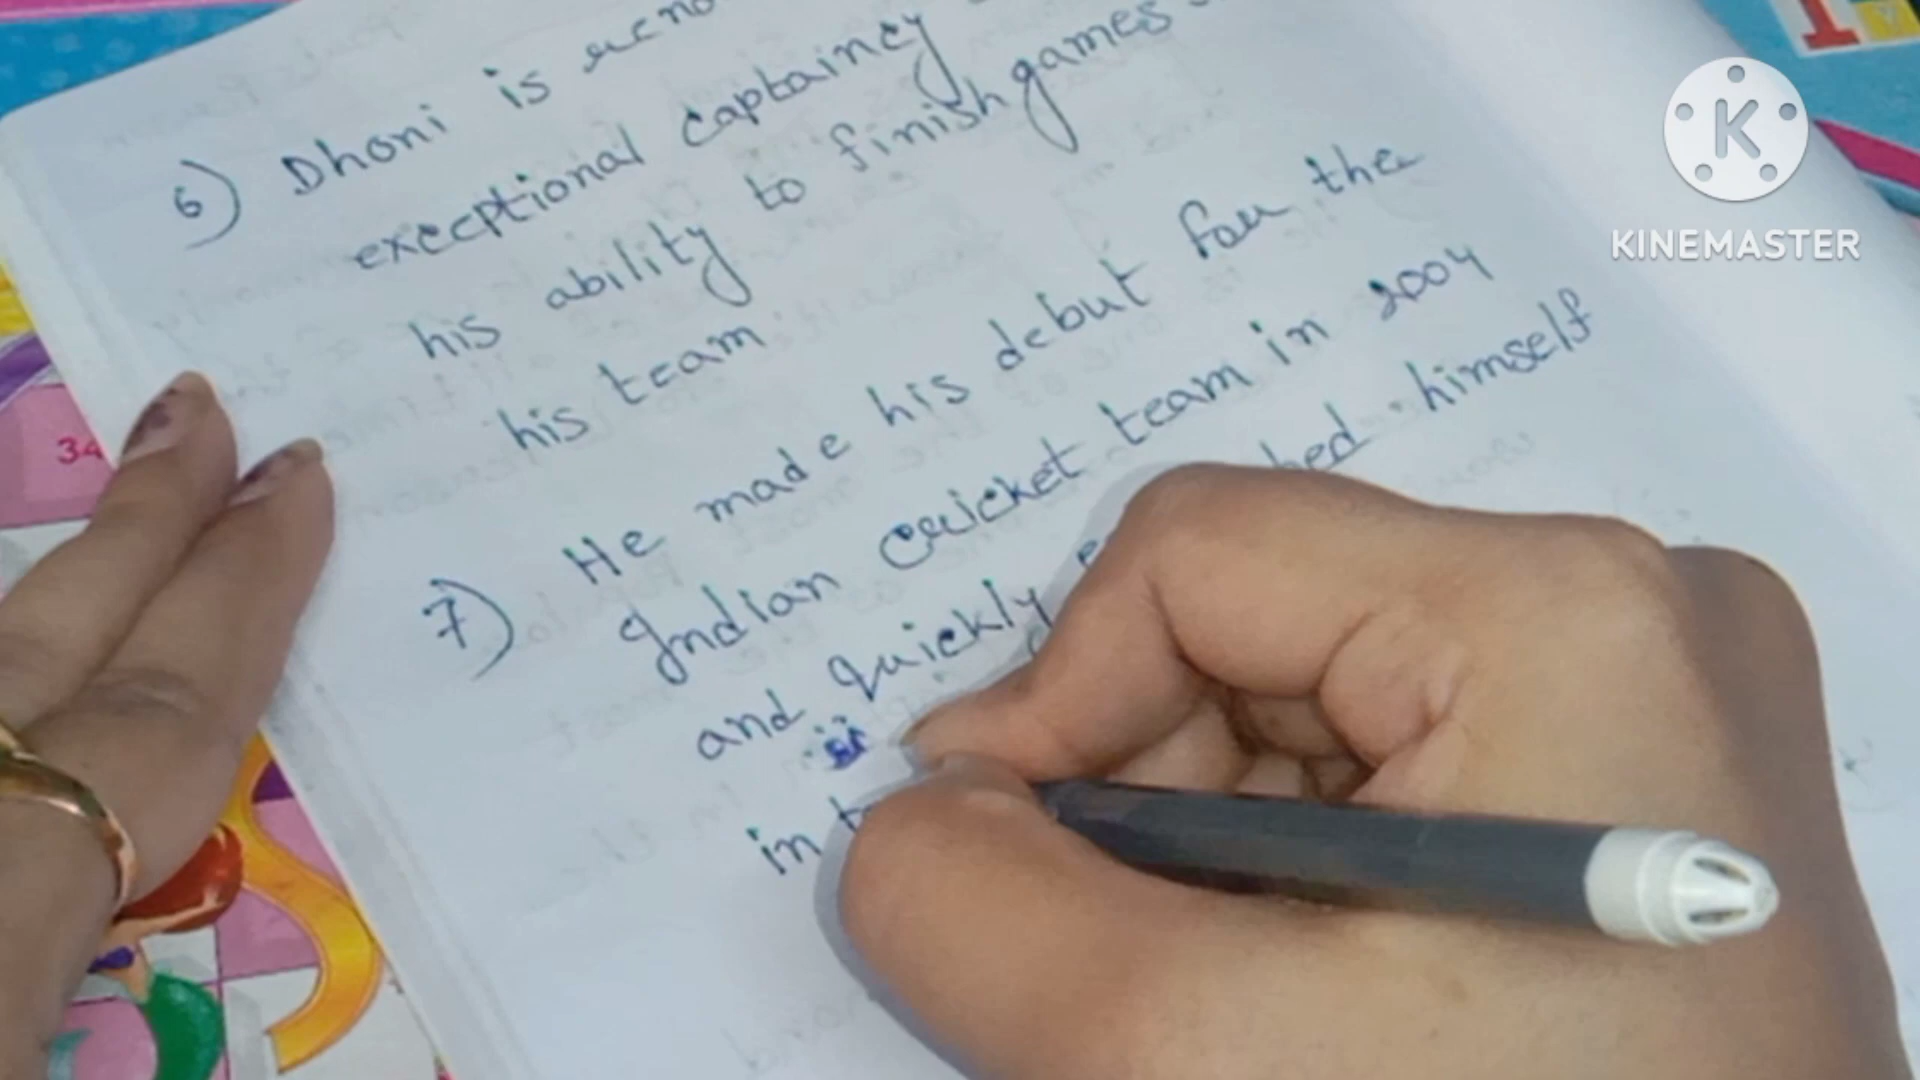 6) Dhoni is
exceptional captaincy
his ability to finish games
his team
7) He made his debut for the
Indian cricket team in 2004
and quickly himself
in
KINEMASTER
34